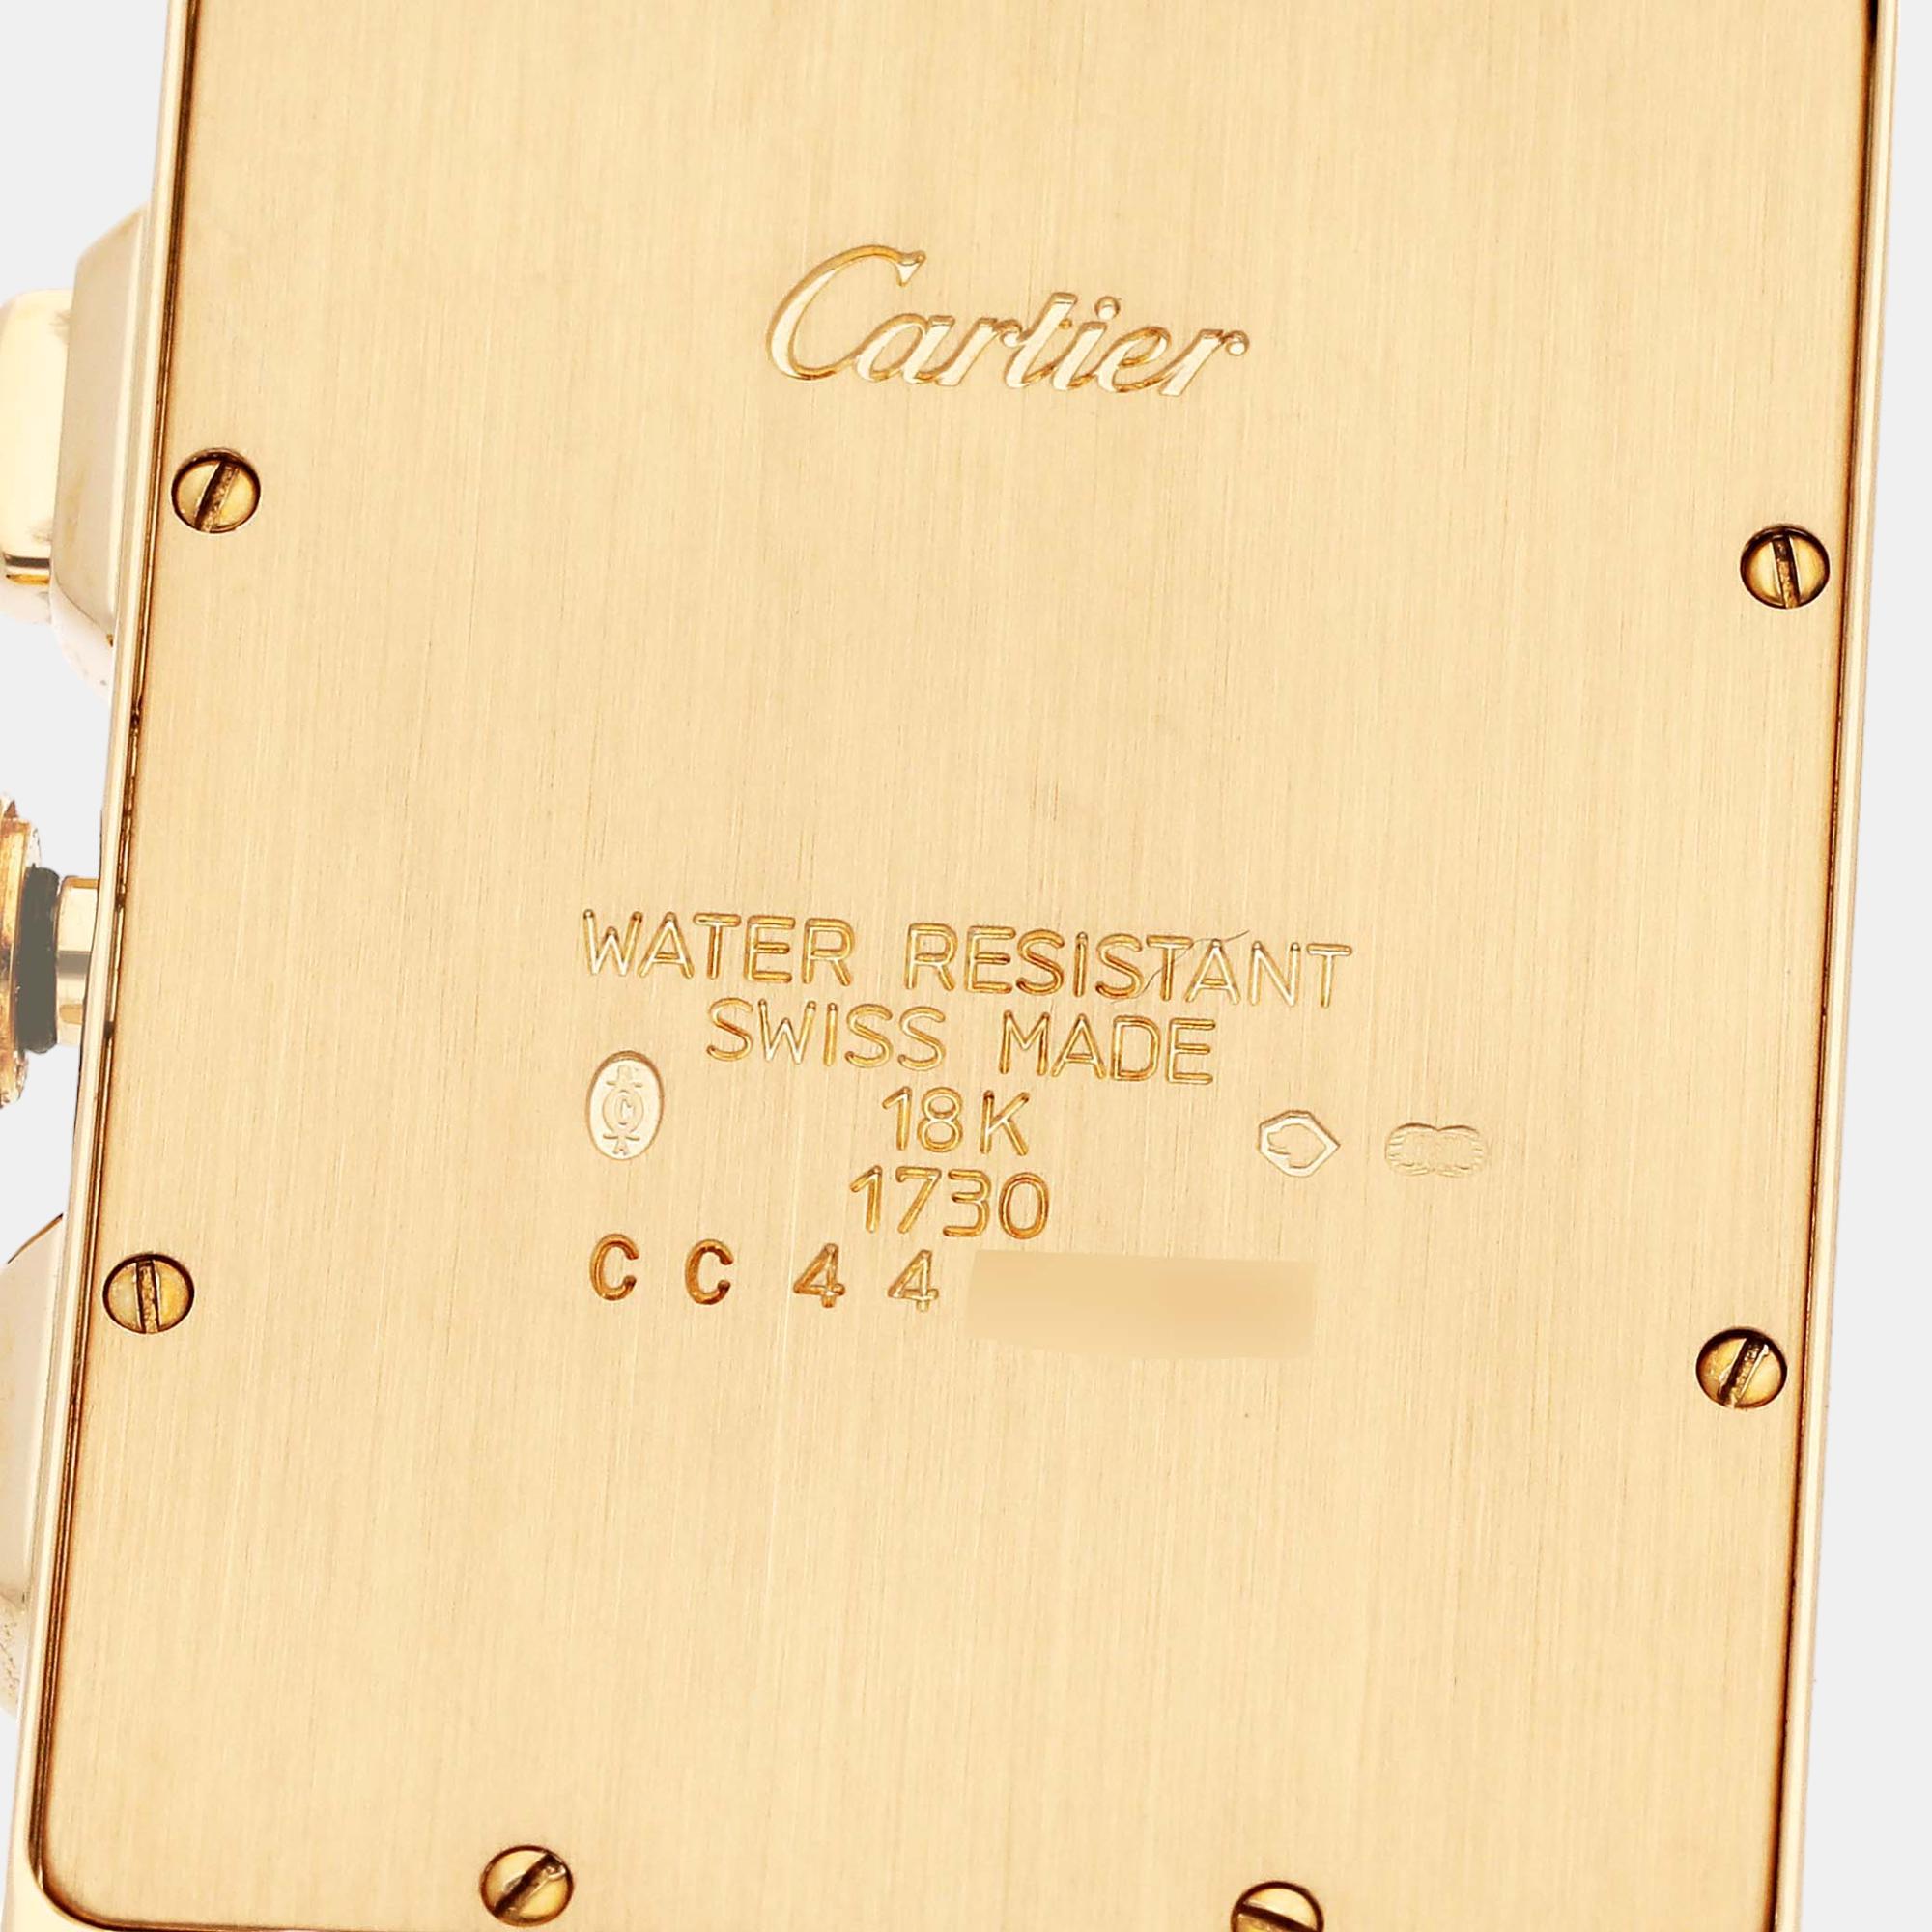 Cartier
WATER RESISTANT
SWISS MADE
18K
1730
CC44